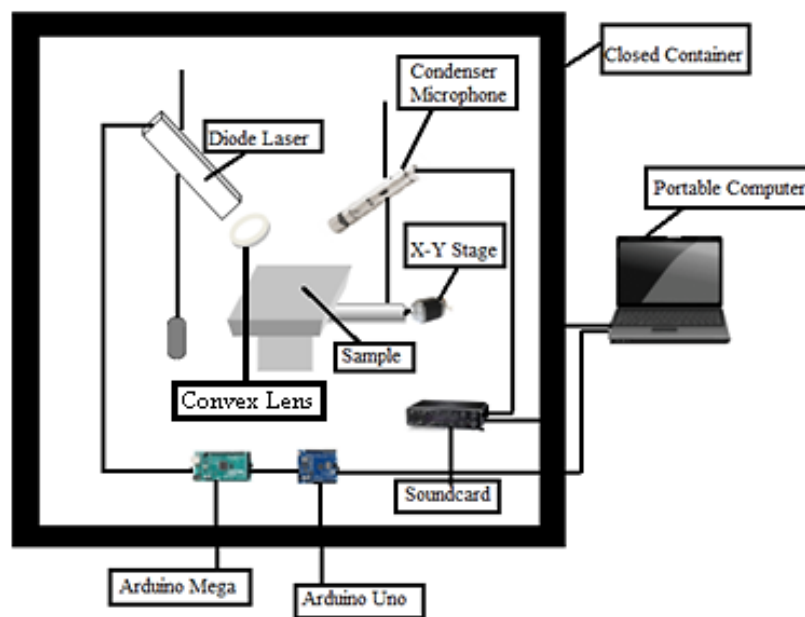 Condenser
Microphone
Closed Container
Diode Laser
Portable Computer
X-Y Stage
Sample
Convex Lens
Soundcard
Arduino Mega
Arduino Uno